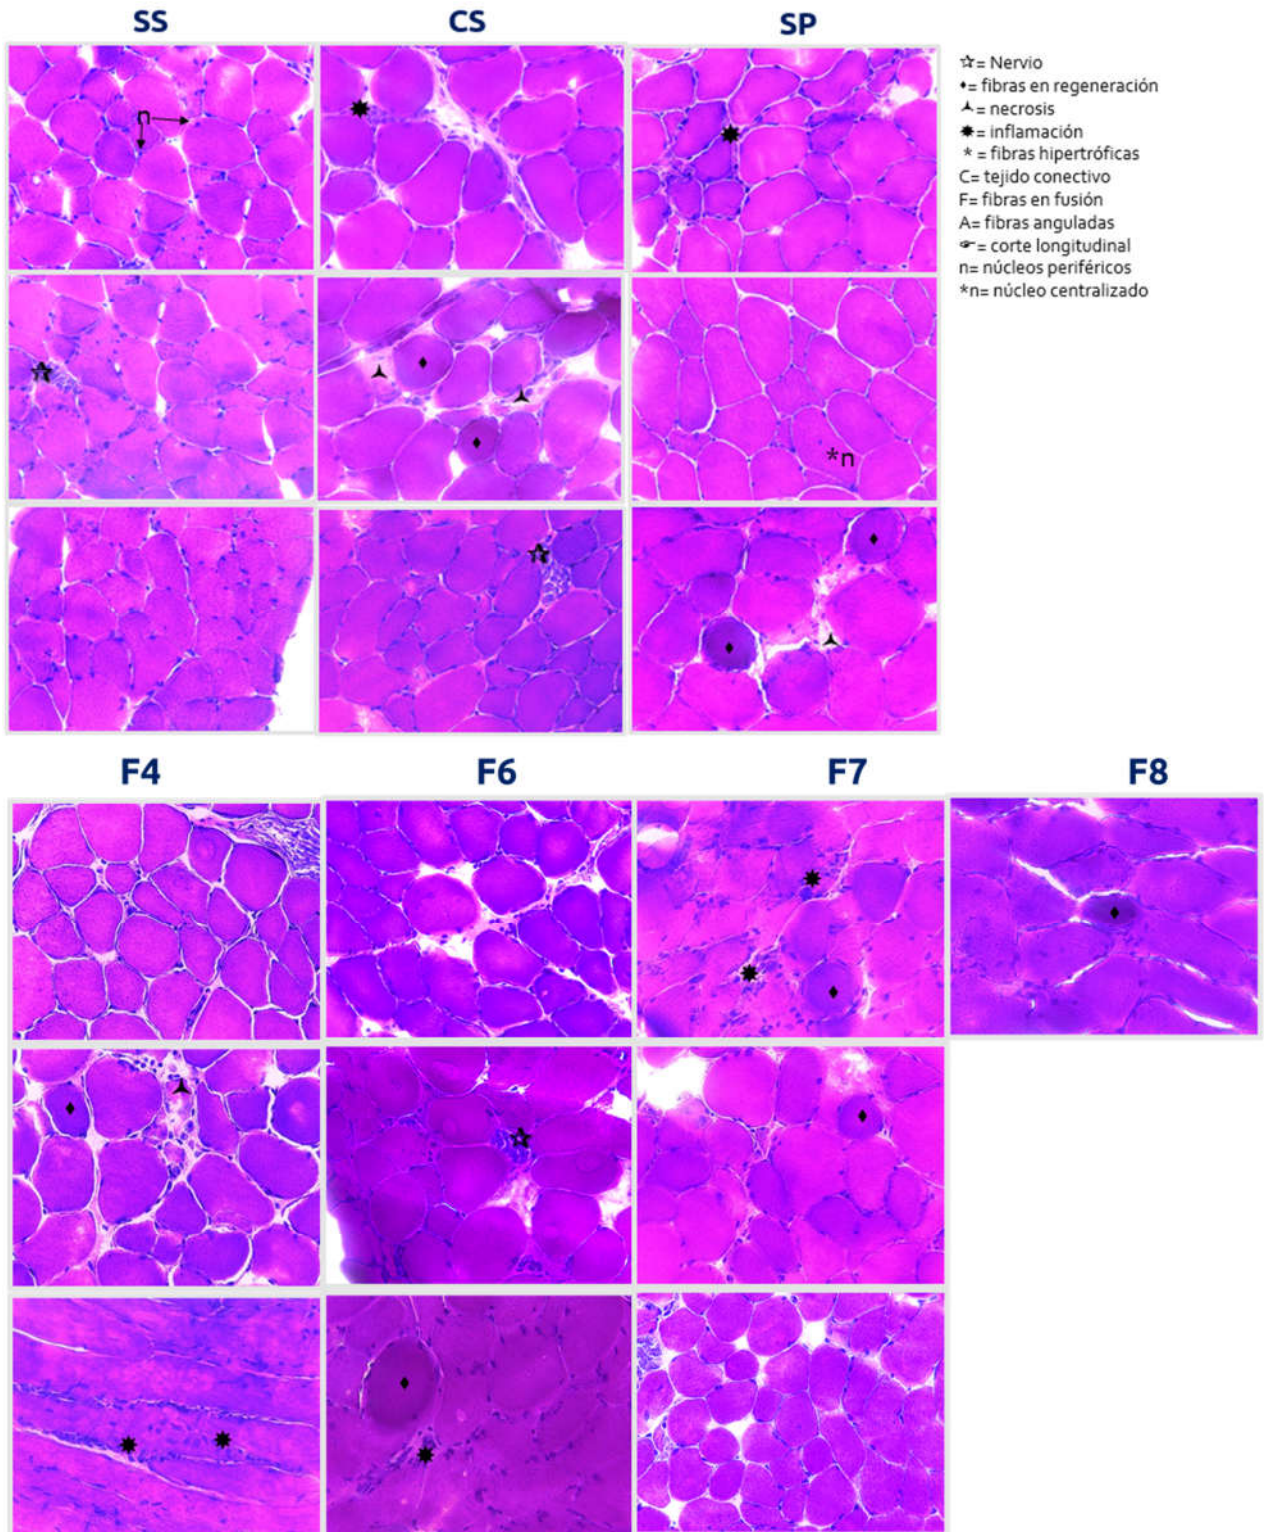 SS CS SP
☆= Nervio
♦= fibras en regeneración
⅄= necrosis
✸= inflamación
* = fibras hipertróficas
C= tejido conectivo
F= fibras en fusión
A= fibras anguladas
☞= corte longitudinal
n= núcleos periféricos
*n= núcleo centralizado
n
*n
F4 F6 F7 F8